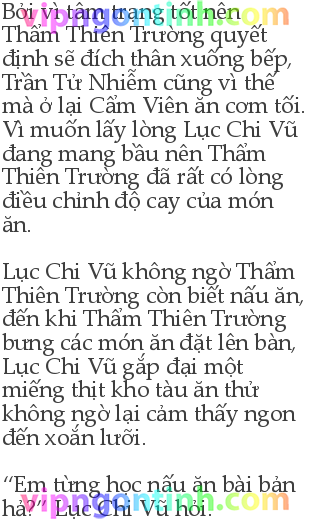 vipngontinh.com
Bởi vì tâm trạng tốt nên
Thẩm Thiên Trường quyết
định sẽ đích thân xuống bếp,
Trần Tử Nhiễm cũng vì thế
mà ở lại Cẩm Viên ăn cơm tối.
Vì muốn lấy lòng Lục Chi Vũ
đang mang bầu nên Thẩm
Thiên Trường đã rất có lòng
điều chỉnh độ cay của món
ăn.
Lục Chi Vũ không ngờ Thẩm
Thiên Trường còn biết nấu ăn,
đến khi Thẩm Thiên Trường
bưng các món ăn đặt lên bàn,
Lục Chi Vũ gắp đại một
miếng thịt kho tàu ăn thử
không ngờ lại cảm thấy ngon
đến xoắn lưỡi.
“Em từng học nấu ăn bài bản
hả?” Lục Chi Vũ hỏi.
vipngontinh.com